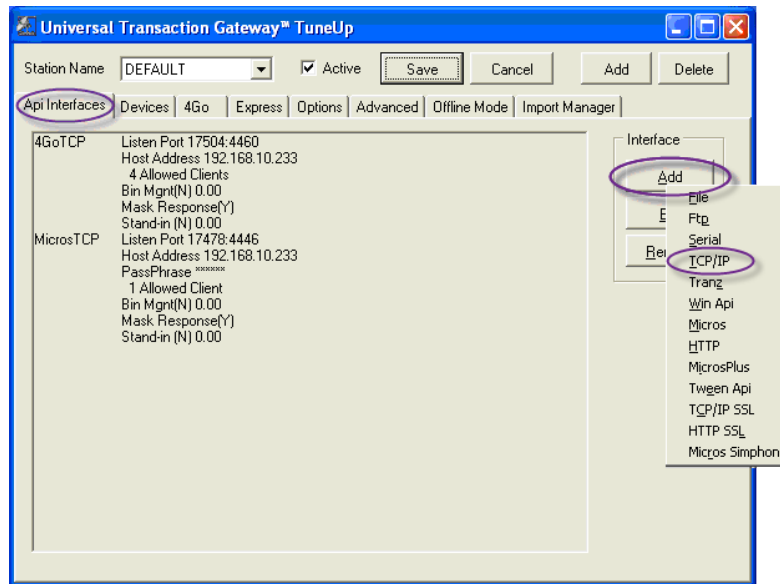 Universal Transaction Gateway™ TuneUp
Station Name DEFAULT Active Save Cancel Add Delete
Api Interfaces Devices 4Go Express Options Advanced Offline Mode Import Manager
4GoTCP Listen Port 17504:4460
Host Address 192.168.10.233
4 Allowed Clients
Bin Mgnt(N) 0.00
Mask Response(Y)
Stand-in (N) 0.00
MicrosTCP Listen Port 17478:4446
Host Address 192.168.10.233
PassPhrase ******
1 Allowed Client
Bin Mgnt(N) 0.00
Mask Response(Y)
Stand-in (N) 0.00
Interface
Add
File
Ftp
Serial
TCP/IP
Tranz
Win Api
Micros
HTTP
MicrosPlus
Tween Api
TCP/IP SSL
HTTP SSL
Micros Simphon